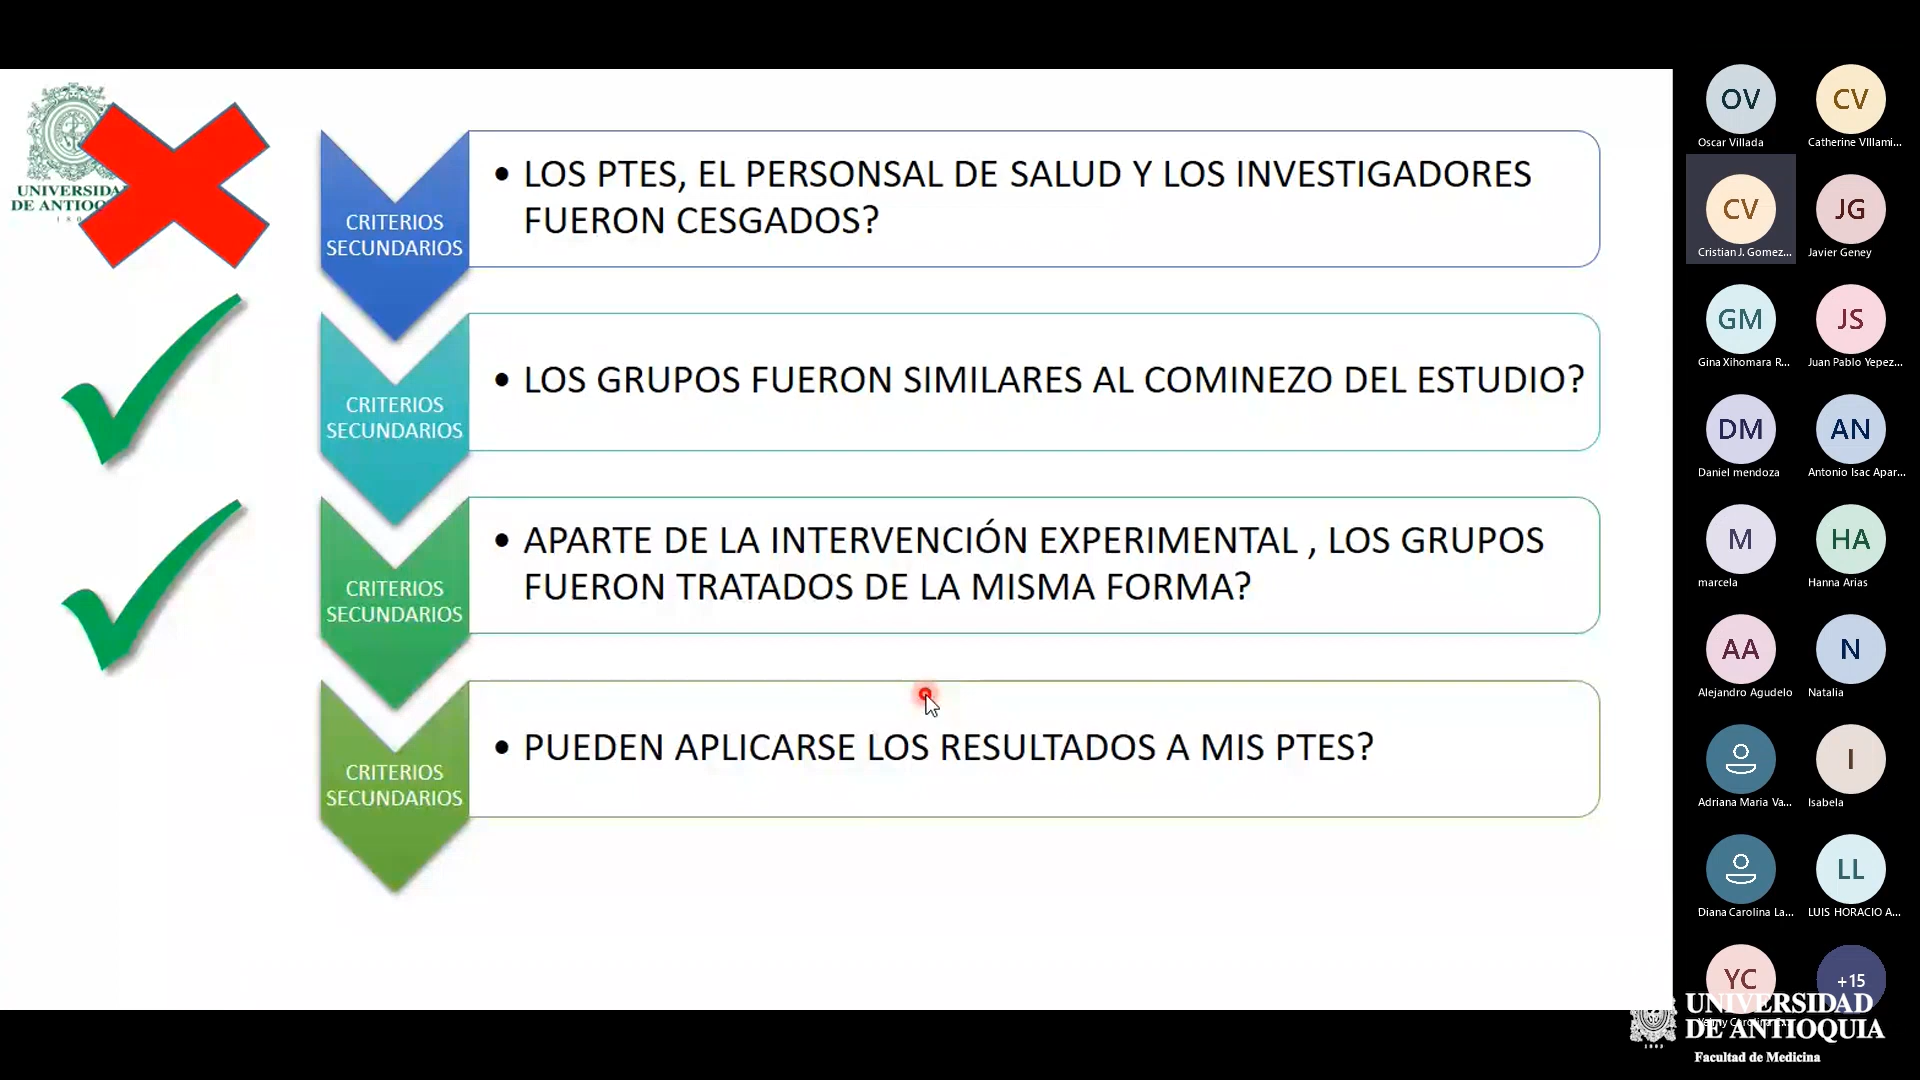 UNIVERSIDA
DE ANTIOQ
CRITERIOS
SECUNDARIOS
• LOS PTES, EL PERSONSAL DE SALUD Y LOS INVESTIGADORES
FUERON CESGADOS?
CRITERIOS
SECUNDARIOS
• LOS GRUPOS FUERON SIMILARES AL COMINEZO DEL ESTUDIO?
CRITERIOS
SECUNDARIOS
• APARTE DE LA INTERVENCIÓN EXPERIMENTAL , LOS GRUPOS
FUERON TRATADOS DE LA MISMA FORMA?
CRITERIOS
SECUNDARIOS
• PUEDEN APLICARSE LOS RESULTADOS A MIS PTES?
OV
Oscar Villada
CV
Catherine VIllami...
CV
Cristian J. Gomez...
JG
Javier Geney
GM
Gina Xihomara R...
JS
Juan Pablo Yepez...
DM
Daniel mendoza
AN
Antonio Isac Apar...
M
marcela
HA
Hanna Arias
AA
Alejandro Agudelo
N
Natalia
Adriana Maria Va...
I
Isabela
Diana Carolina La...
LL
LUIS HORACIO A...
YC
+15
UNIVERSIDAD
DE ANTIOQUIA
1803
Facultad de Medicina